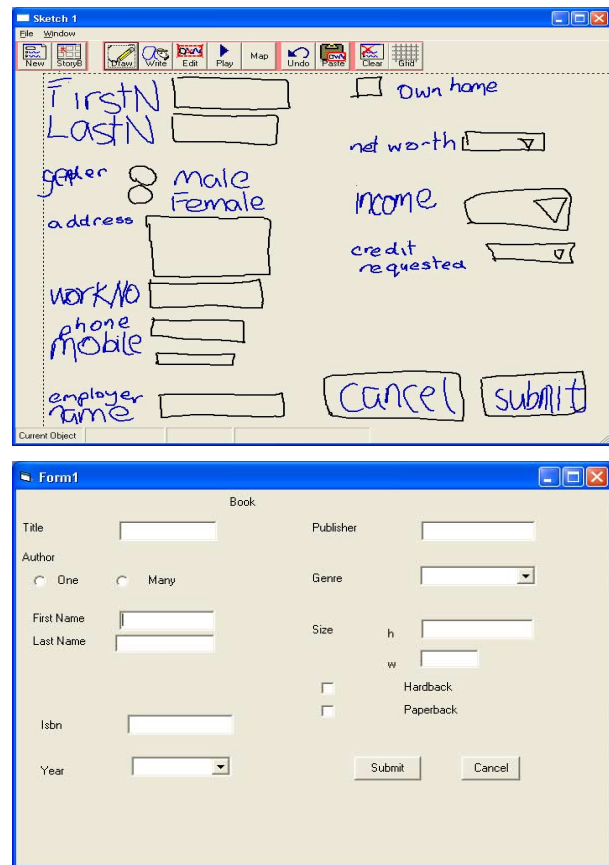 Sketch 1
File Window
New StoryB Draw Write Edit Play Map Undo Paste Clear Grid
FirstN
LastN
Own home
net worth
gender
Male
Female
income
address
credit
requested
WorkNo
phone
mobile
employer
name
cancel submit
Current Object
Form1
Book
Title Publisher
Author
One Many Genre
First Name
Last Name
Size h
w
Hardback
Paperback
Isbn
Year Submit Cancel